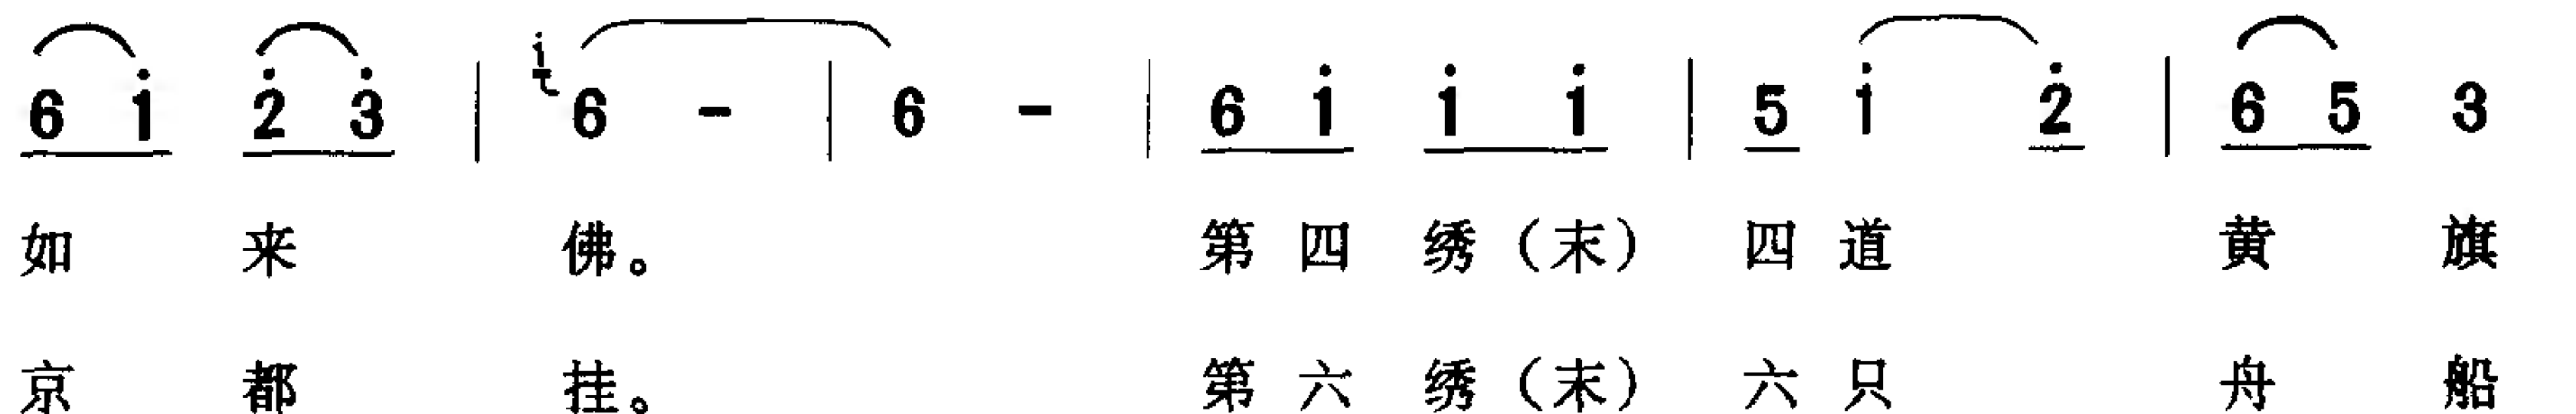 6 i̇ 2̇ 3̇ | i̇ 6 - | 6 - | 6 i̇ i̇ i̇ | 5 i̇ 2̇ | 6 5 3
如 来 佛。 第 四 绣（末） 四 道 黄 旗
京 都 挂。 第 六 绣（末） 六 只 舟 船